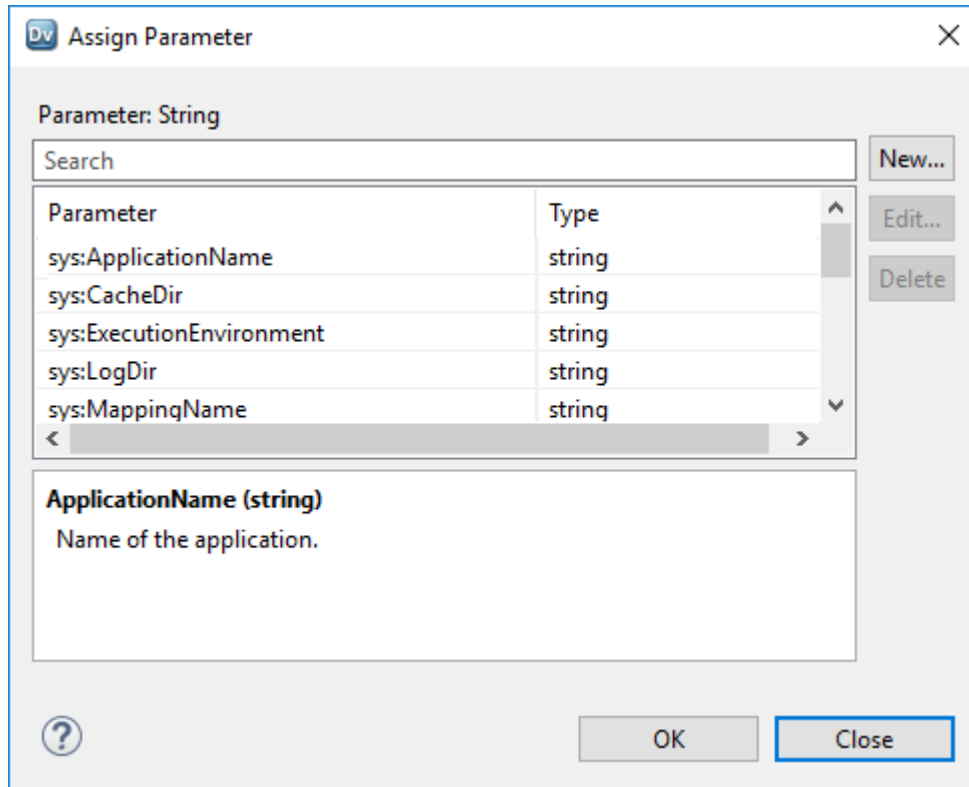 Dv Assign Parameter
Parameter: String
Search
New...
Parameter Type
Edit...
sys:ApplicationName string
Delete
sys:CacheDir string
sys:ExecutionEnvironment string
sys:LogDir string
sys:MappingName string
ApplicationName (string)
Name of the application.
?
OK Close